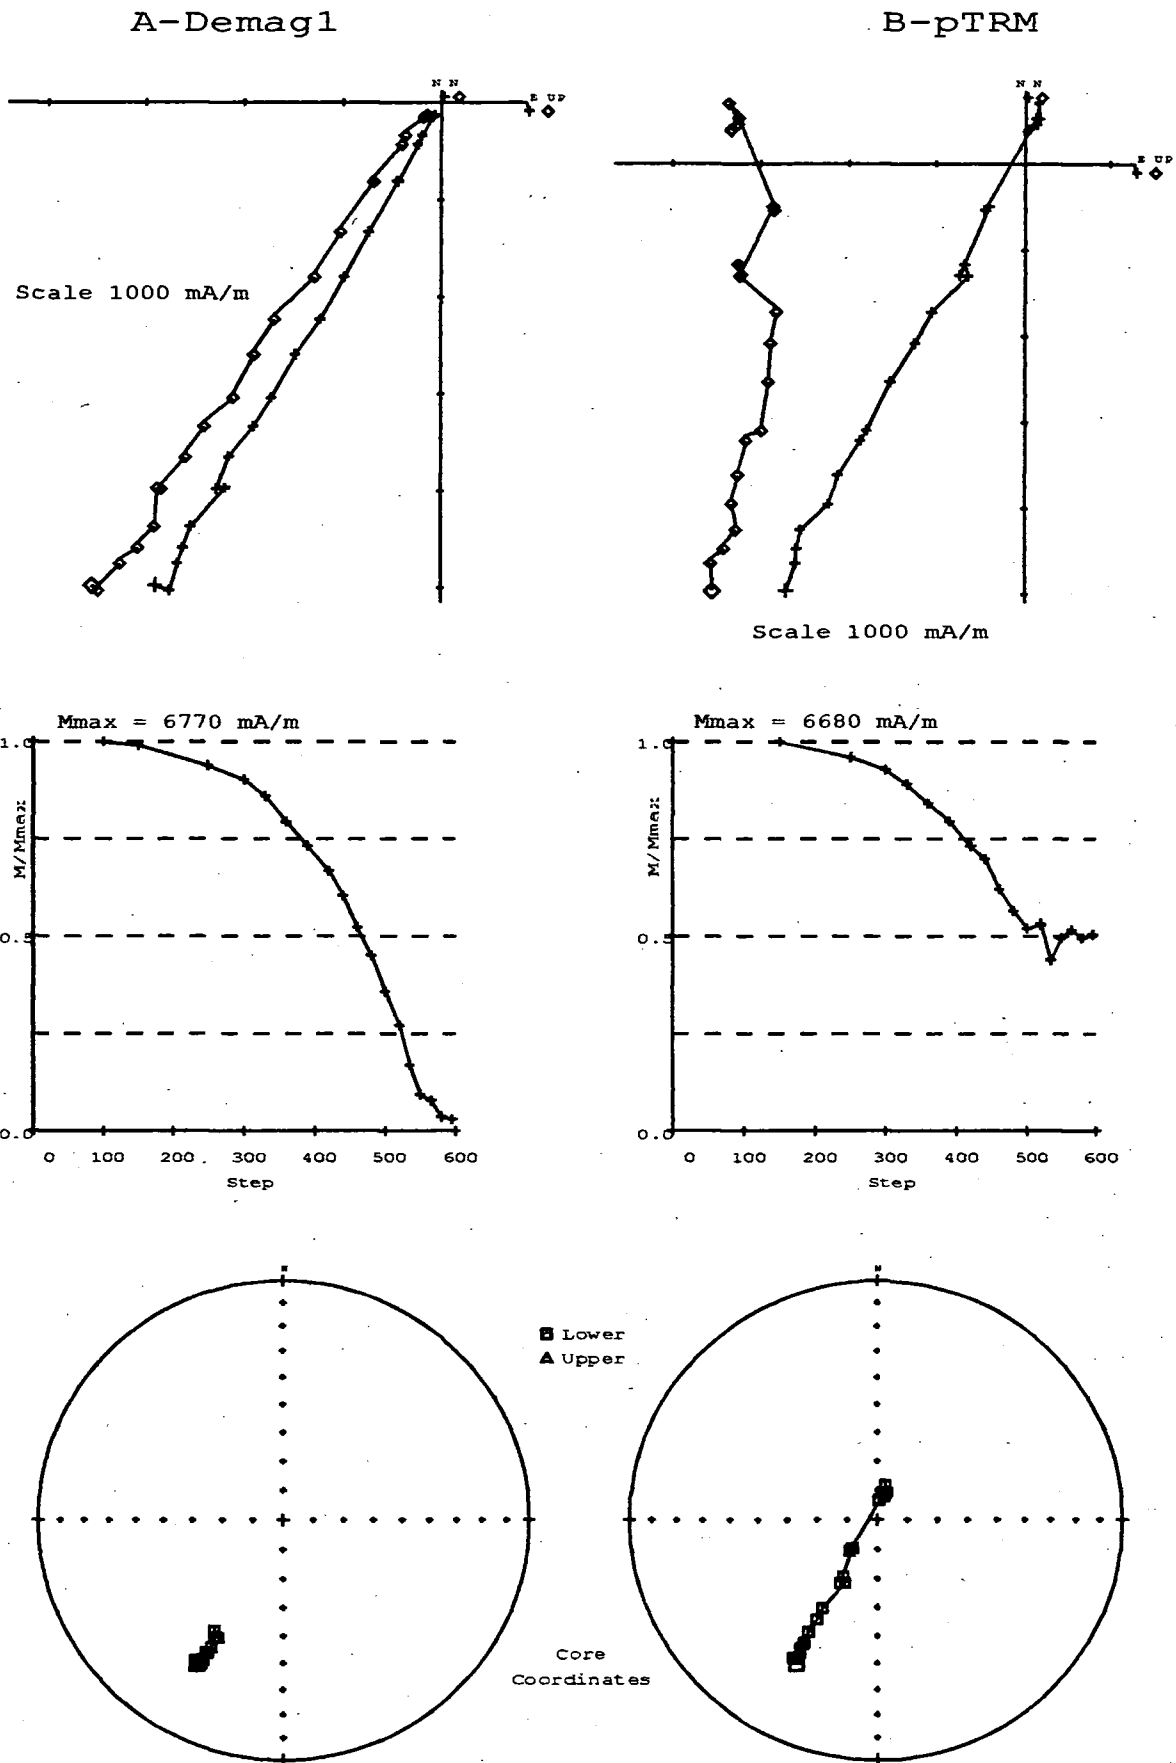 A-Demag1
B-pTRM
N N
E UP
Scale 1000 mA/m
N N
E UP
Scale 1000 mA/m
Mmax = 6770 mA/m
1.0
M/Mmax
0.5
0.0
0 100 200 300 400 500 600
Step
Mmax = 6680 mA/m
1.0
M/Mmax
0.5
0.0
0 100 200 300 400 500 600
Step
N
N
Lower
Upper
Core
Coordinates